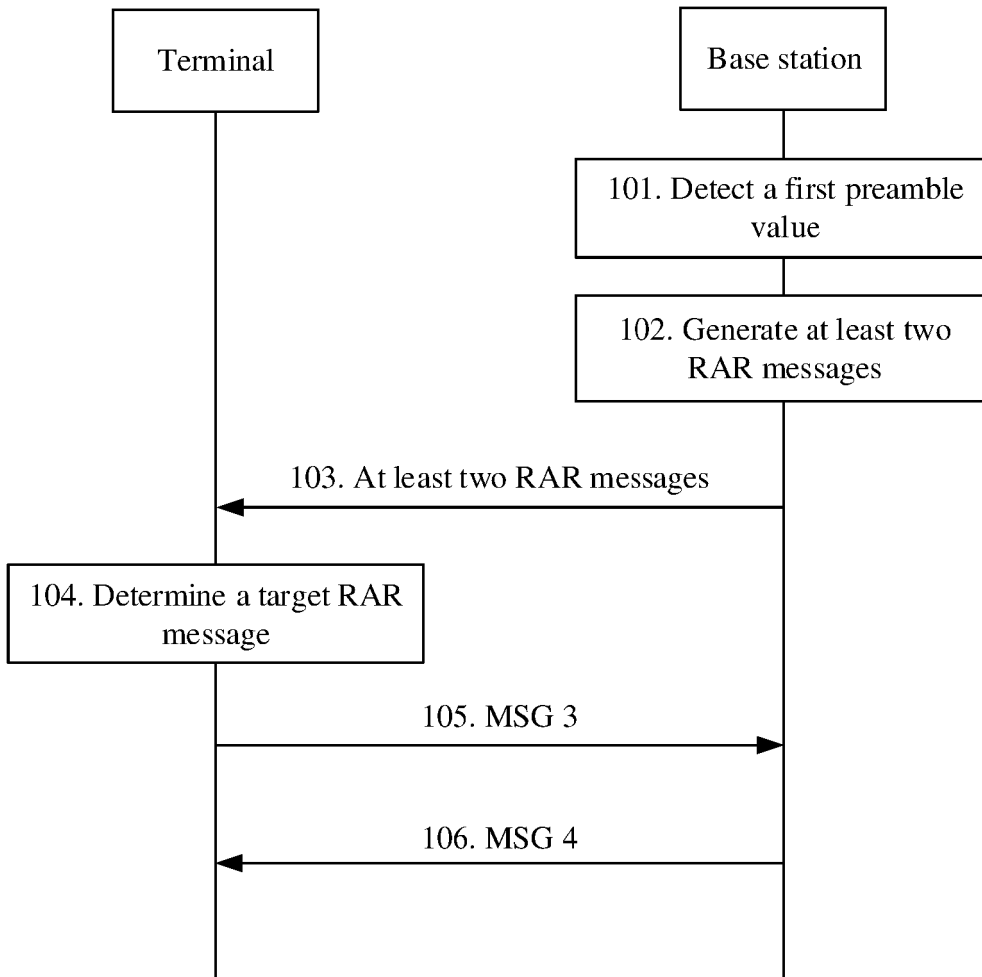 Terminal
Base station
101. Detect a first preamble
value
102. Generate at least two
RAR messages
103. At least two RAR messages
104. Determine a target RAR
message
105. MSG 3
106. MSG 4